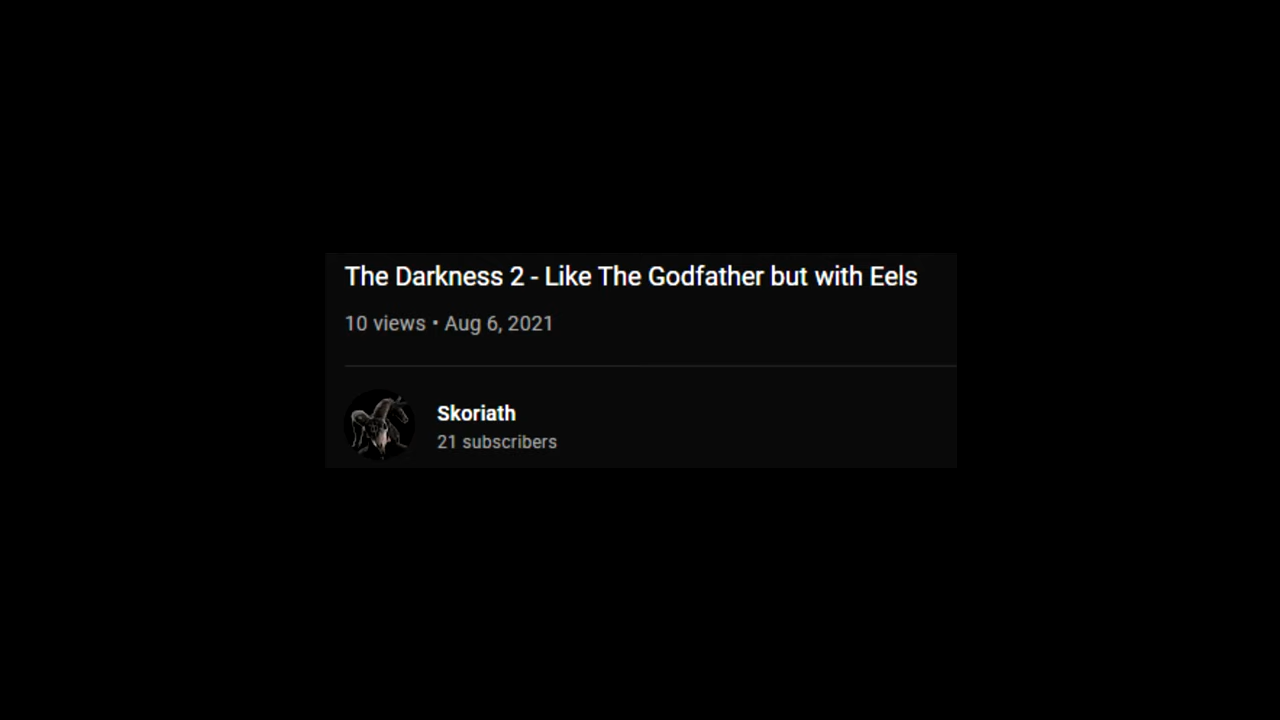 The Darkness 2 - Like The Godfather but with Eels
10 views • Aug 6, 2021
Skoriath
21 subscribers